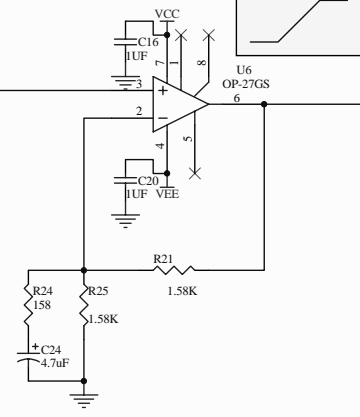 VCC
C16
1UF
7
1
8
U6
OP-27GS
3
+
6
2
−
4
5
C20
1UF
VEE
R21
1.58K
R24
158
R25
1.58K
+
C24
4.7uF